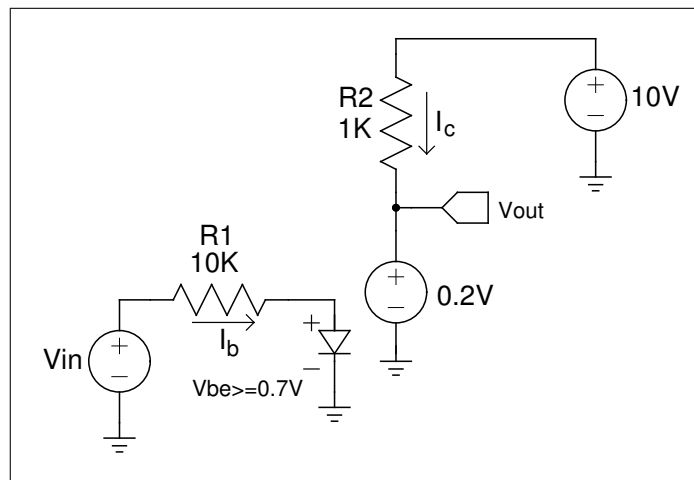 R2
1K
I_c
10V
Vout
R1
10K
0.2V
Vin
I_b
Vbe>=0.7V